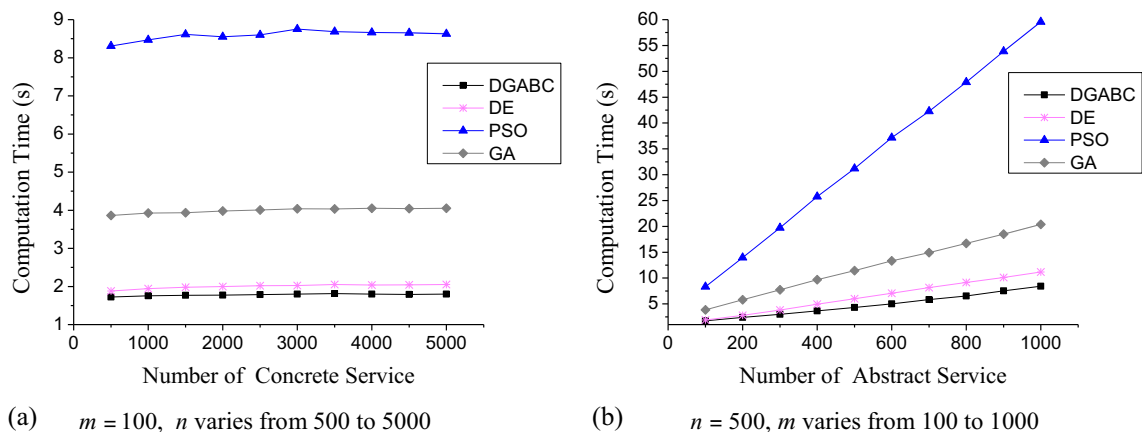 9
8
7
6
5
4
3
2
1
Computation Time (s)
DGABC
DE
PSO
GA
0 1000 2000 3000 4000 5000
Number of Concrete Service
(a) m = 100, n varies from 500 to 5000
60
55
50
45
40
35
30
25
20
15
10
5
Computation Time (s)
DGABC
DE
PSO
GA
0 200 400 600 800 1000
Number of Abstract Service
(b) n = 500, m varies from 100 to 1000